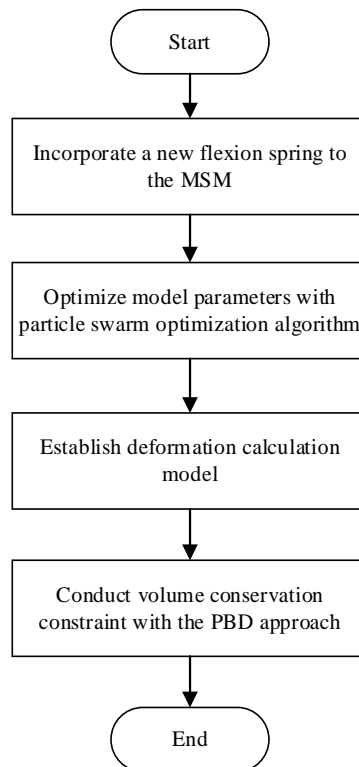 Start
Incorporate a new flexion spring to
the MSM
Optimize model parameters with
particle swarm optimization algorithm
Establish deformation calculation
model
Conduct volume conservation
constraint with the PBD approach
End